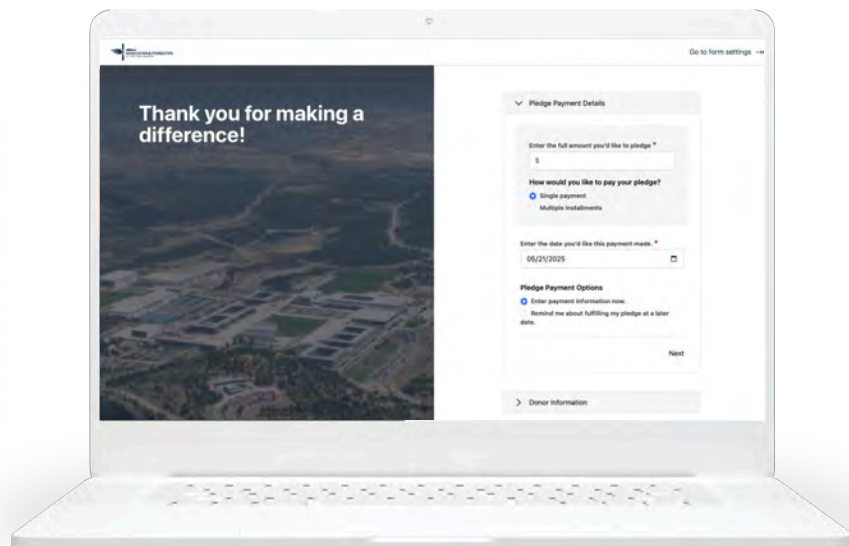 ASSOCIATION & FOUNDATION
Go to form settings
Thank you for making a
difference!
Pledge Payment Details
Enter the full amount you'd like to pledge *
$
How would you like to pay your pledge?
Single payment
Multiple installments
Enter the date you'd like this payment made. *
05/21/2025
Pledge Payment Options
Enter payment information now.
Remind me about fulfilling my pledge at a later
date.
Next
Donor Information